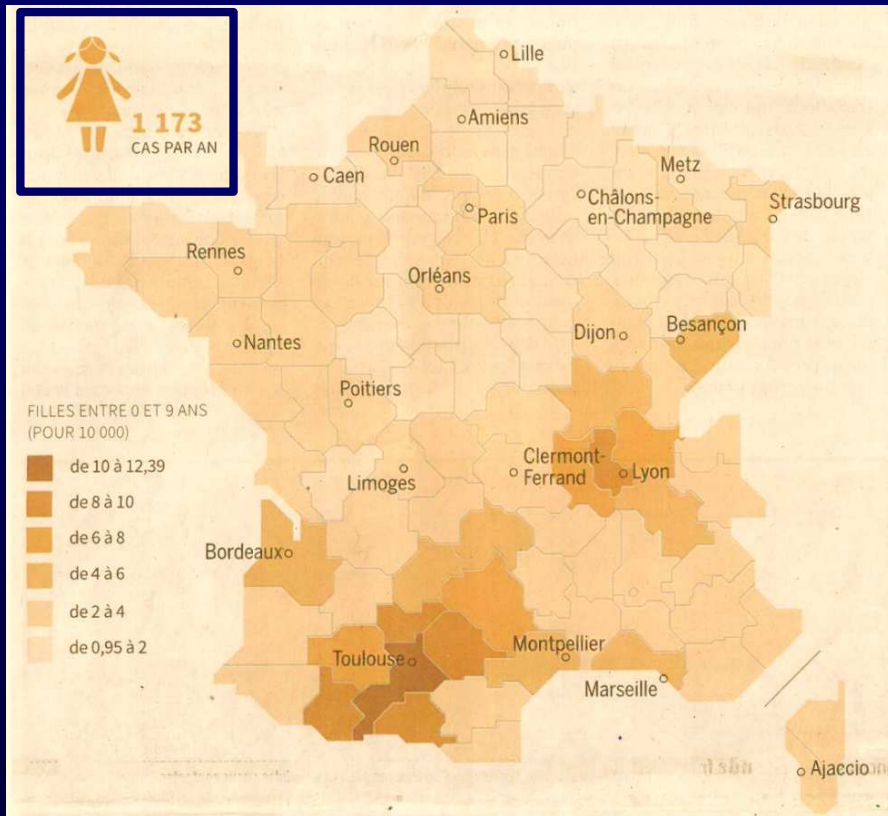 1 173
CAS PAR AN
Lille
Amiens
Rouen
Caen
Metz
Paris
Châlons-
en-Champagne
Strasbourg
Rennes
Orléans
Nantes
Dijon
Besançon
Poitiers
FILLES ENTRE 0 ET 9 ANS
(POUR 10 000)
de 10 à 12,39
de 8 à 10
de 6 à 8
de 4 à 6
de 2 à 4
de 0,95 à 2
Limoges
Clermont-
Ferrand
Lyon
Bordeaux
Toulouse
Montpellier
Marseille
Ajaccio